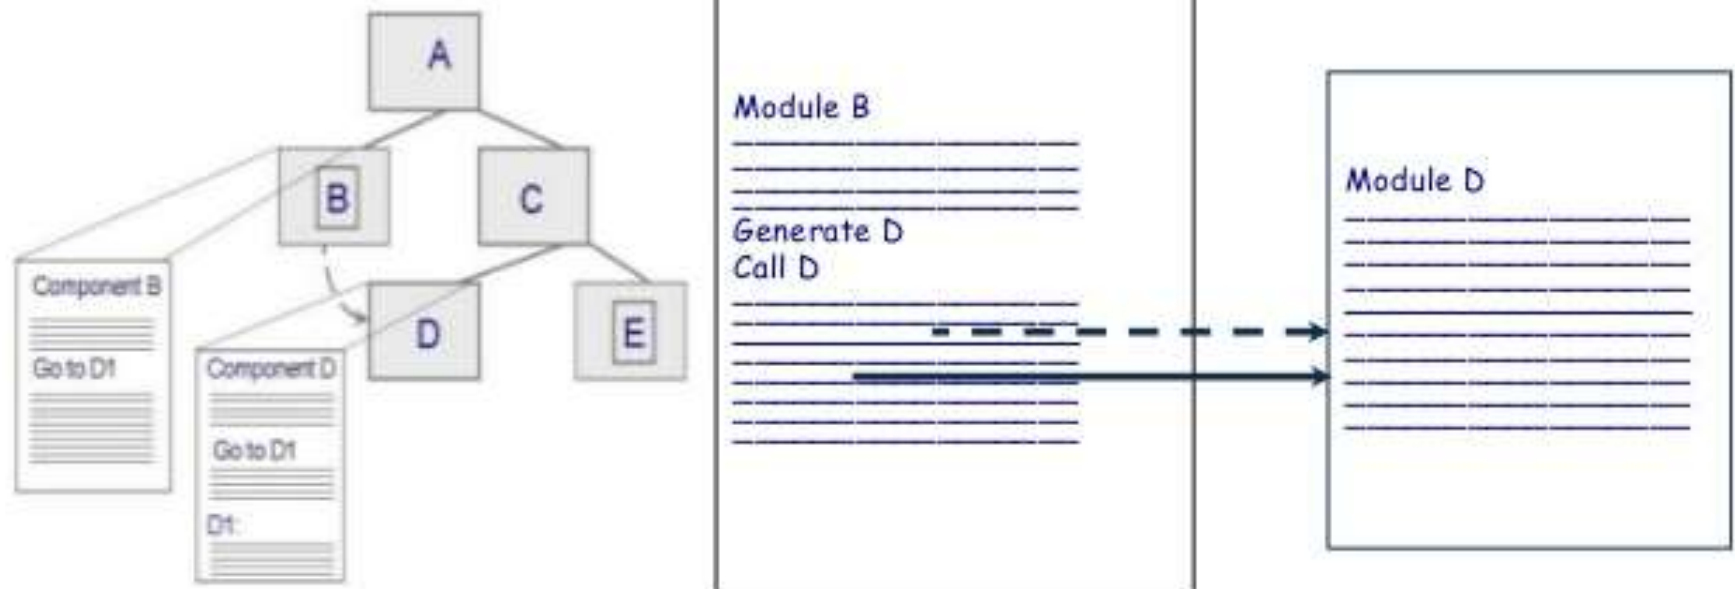 A
B
C
D
E
Component B
Go to D1
Component D
Go to D1
D1:
Module B
Generate D
Call D
Module D